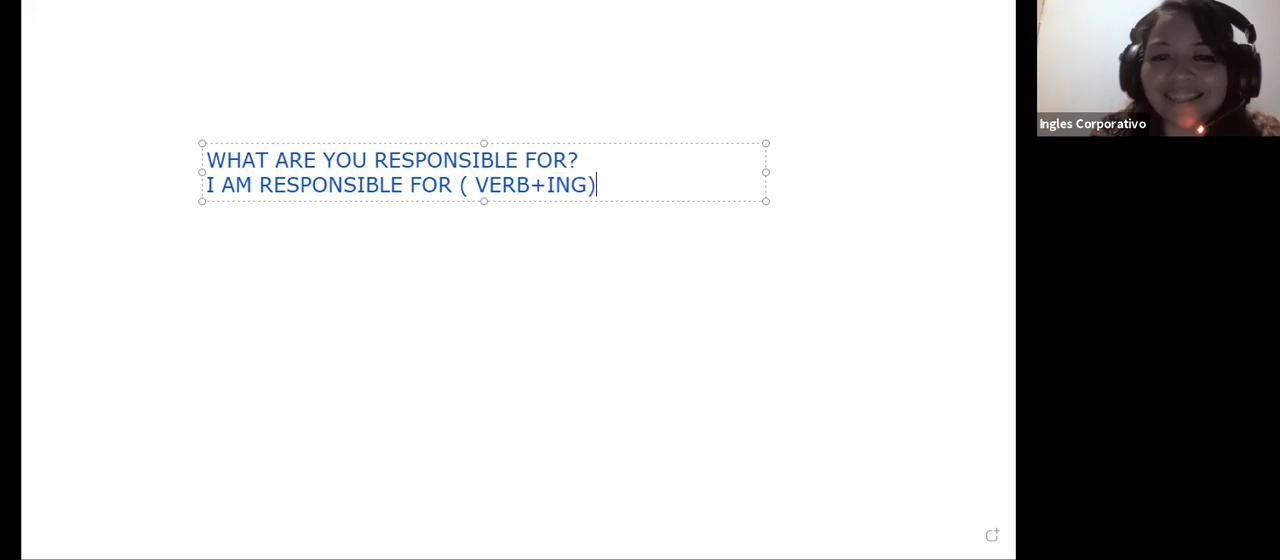 WHAT ARE YOU RESPONSIBLE FOR?
I AM RESPONSIBLE FOR ( VERB+ING)
Ingles Corporativo